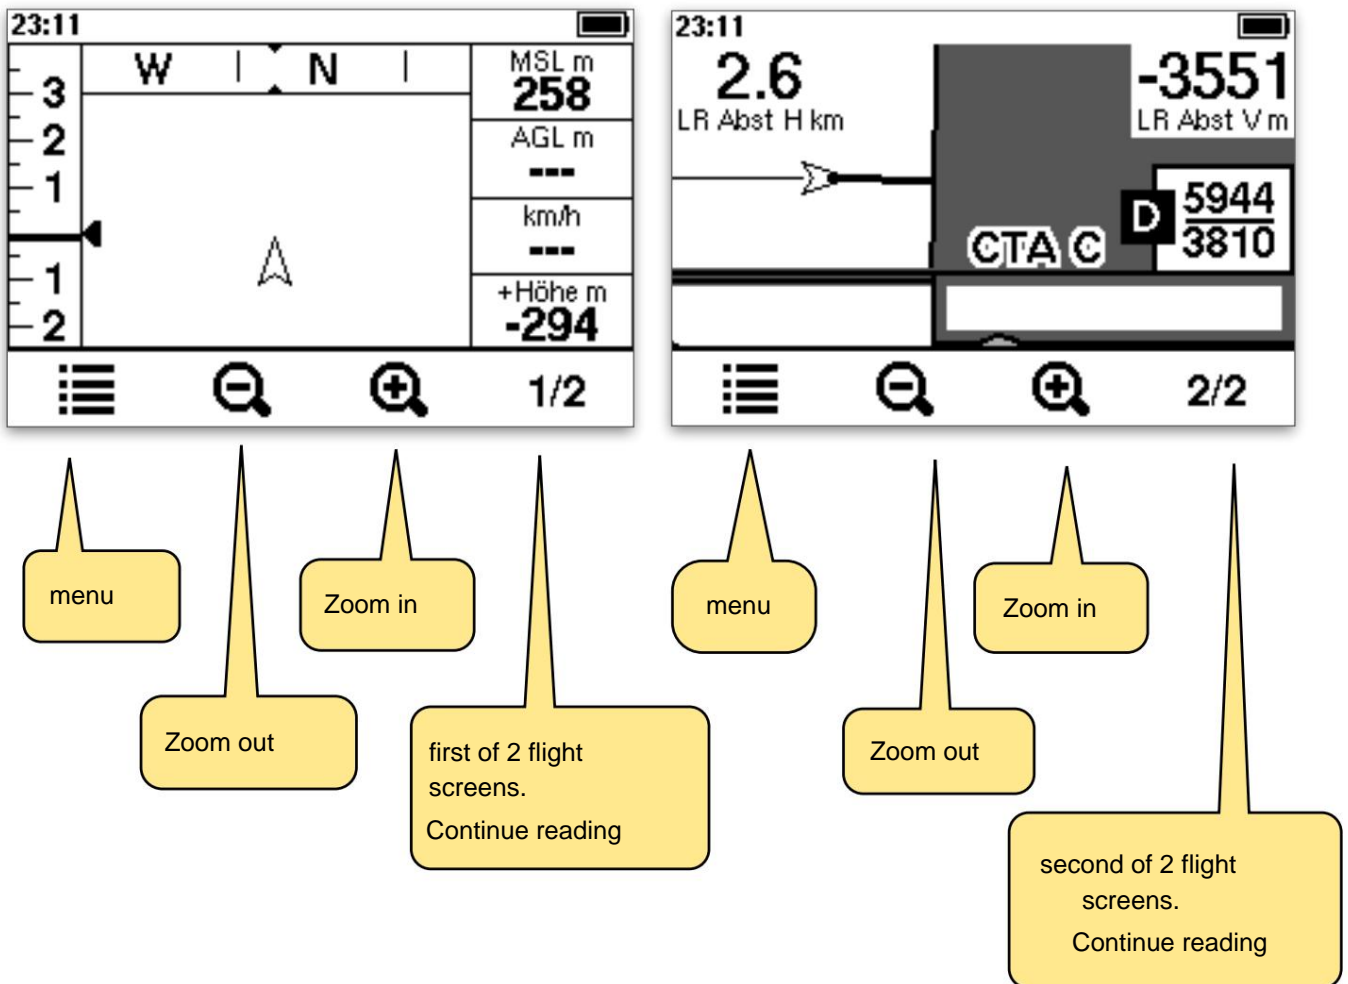 23:11
W | N |
3
2
1
1
2
MSL m
258
AGL m
---
km/h
---
+Höhe m
-294
1/2
23:11
2.6
LR Abst H km
-3551
LR Abst V m
D
5944
3810
CTA C
2/2
menu
Zoom out
Zoom in
first of 2 flight
screens.
Continue reading
menu
Zoom out
Zoom in
second of 2 flight
screens.
Continue reading